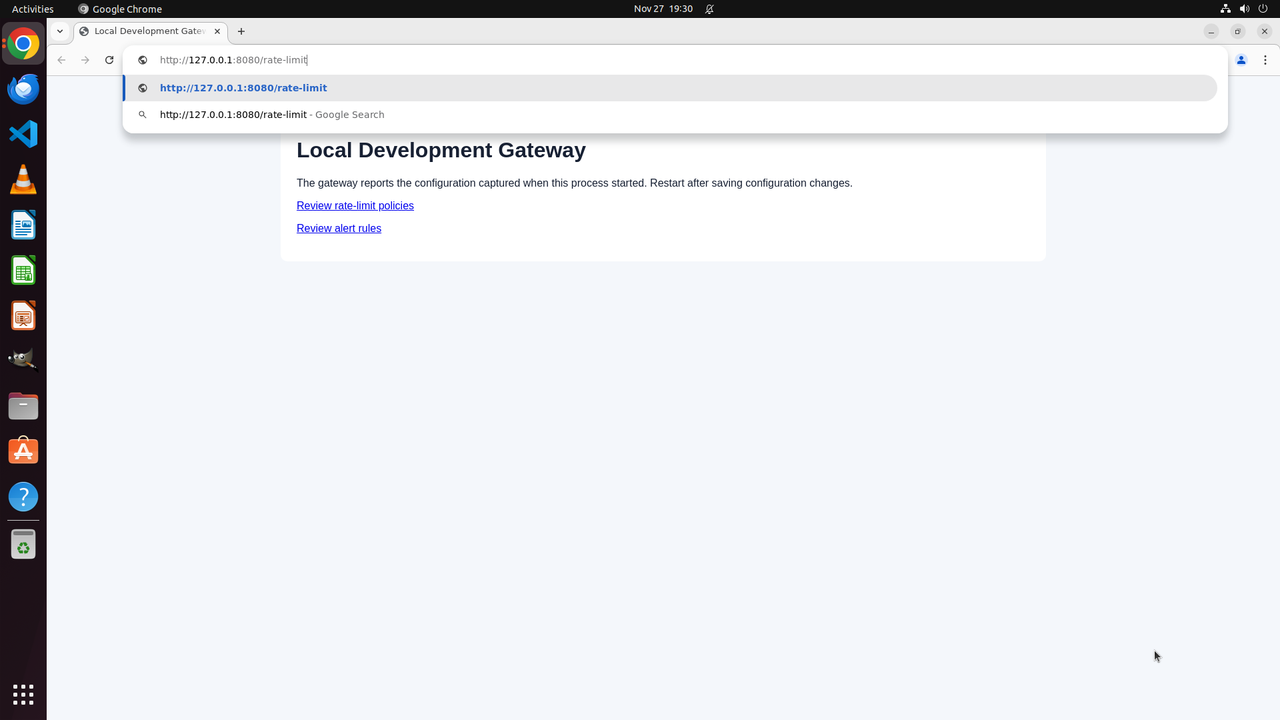 Activities
Google Chrome
Nov 27 19:30
Local Development Gatew
http://127.0.0.1:8080/rate-limit
http://127.0.0.1:8080/rate-limit
http://127.0.0.1:8080/rate-limit - Google Search
Local Development Gateway
The gateway reports the configuration captured when this process started. Restart after saving configuration changes.
Review rate-limit policies
Review alert rules